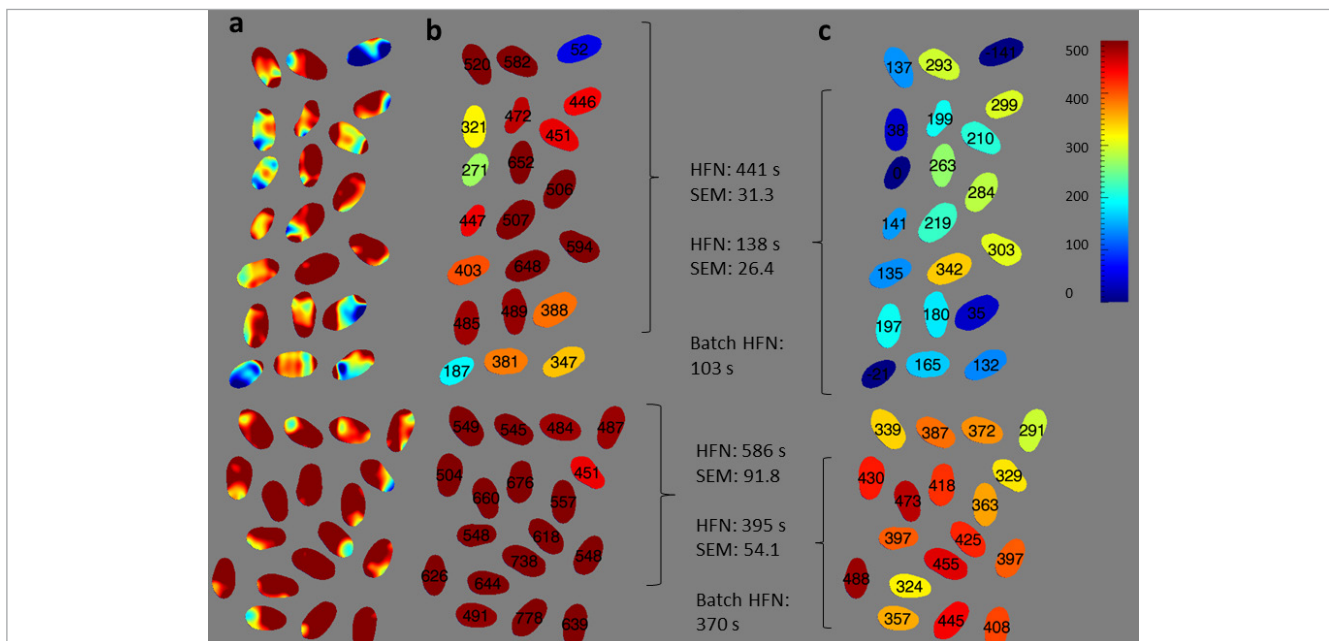 a b c
520 582 52
137 293 -141
500
400
300
200
100
0
321 472 446
451
38 199 299
210
271 652
506
0 263
284
447 507
594
141 219
303
403 648
135 342
485 489 388
197 180 35
187 381 347
-21 165 132
HFN: 441 s
SEM: 31.3
HFN: 138 s
SEM: 26.4
Batch HFN:
103 s
549 545 484 487
339 387 372 291
504 660 676 451
557
430 473 418 329
363
548 618
548
397 425
397
626 644 738
488 324 455
491 778 639
357 445 408
HFN: 586 s
SEM: 91.8
HFN: 395 s
SEM: 54.1
Batch HFN:
370 s